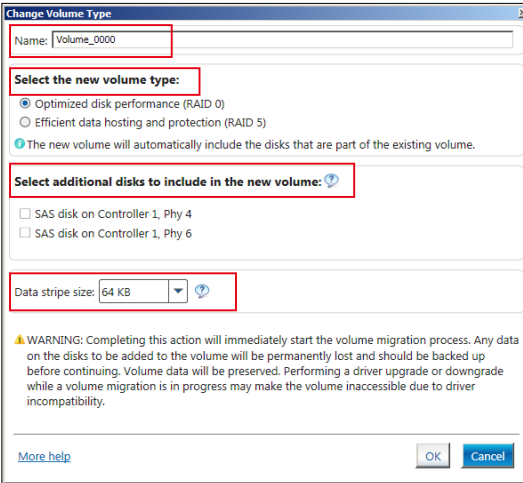 Change Volume Type
Name: Volume_0000
Select the new volume type:
Optimized disk performance (RAID 0)
Efficient data hosting and protection (RAID 5)
The new volume will automatically include the disks that are part of the existing volume.
Select additional disks to include in the new volume:
SAS disk on Controller 1, Phy 4
SAS disk on Controller 1, Phy 6
Data stripe size: 64 KB
WARNING: Completing this action will immediately start the volume migration process. Any data
on the disks to be added to the volume will be permanently lost and should be backed up
before continuing. Volume data will be preserved. Performing a driver upgrade or downgrade
while a volume migration is in progress may make the volume inaccessible due to driver
incompatibility.
More help
OK
Cancel